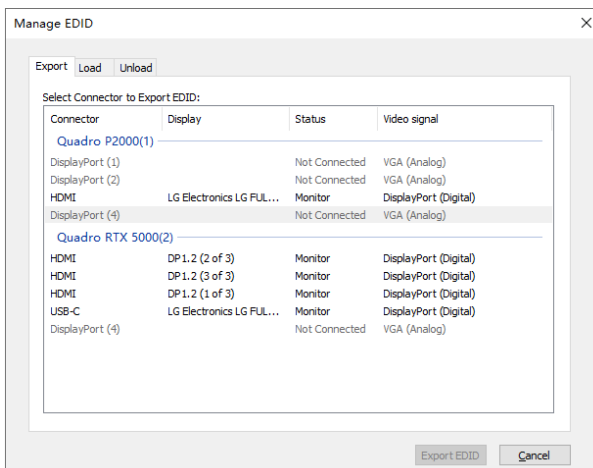 Manage EDID
Export Load Unload
Select Connector to Export EDID:
Connector Display Status Video signal
Quadro P2000(1)
DisplayPort (1) Not Connected VGA (Analog)
DisplayPort (2) Not Connected VGA (Analog)
HDMI LG Electronics LG FUL... Monitor DisplayPort (Digital)
DisplayPort (4) Not Connected VGA (Analog)
Quadro RTX 5000(2)
HDMI DP1.2 (2 of 3) Monitor DisplayPort (Digital)
HDMI DP1.2 (3 of 3) Monitor DisplayPort (Digital)
HDMI DP1.2 (1 of 3) Monitor DisplayPort (Digital)
USB-C LG Electronics LG FUL... Monitor DisplayPort (Digital)
DisplayPort (4) Not Connected VGA (Analog)
Export EDID Cancel